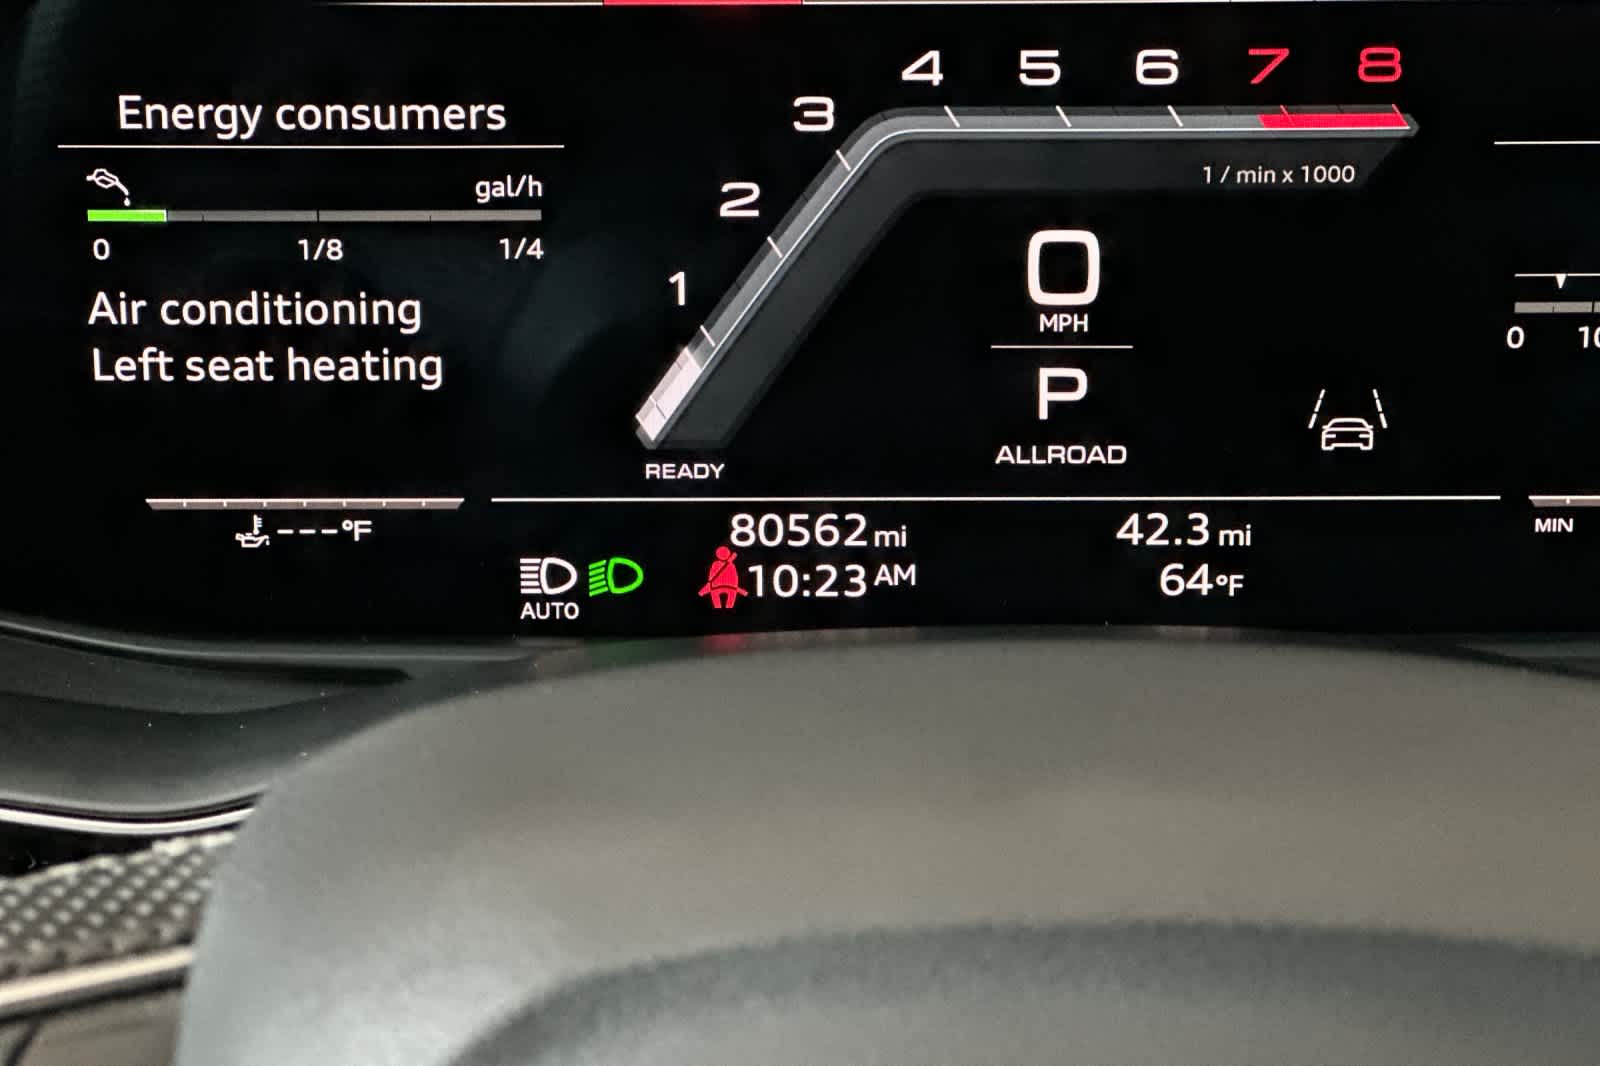 Energy consumers
gal/h
0 1/8 1/4
Air conditioning
Left seat heating
---°F
1 2 3 4 5 6 7 8
1 / min x 1000
0
MPH
P
ALLROAD
READY
80562 mi
10:23 AM
42.3 mi
64°F
AUTO
0 10
MIN